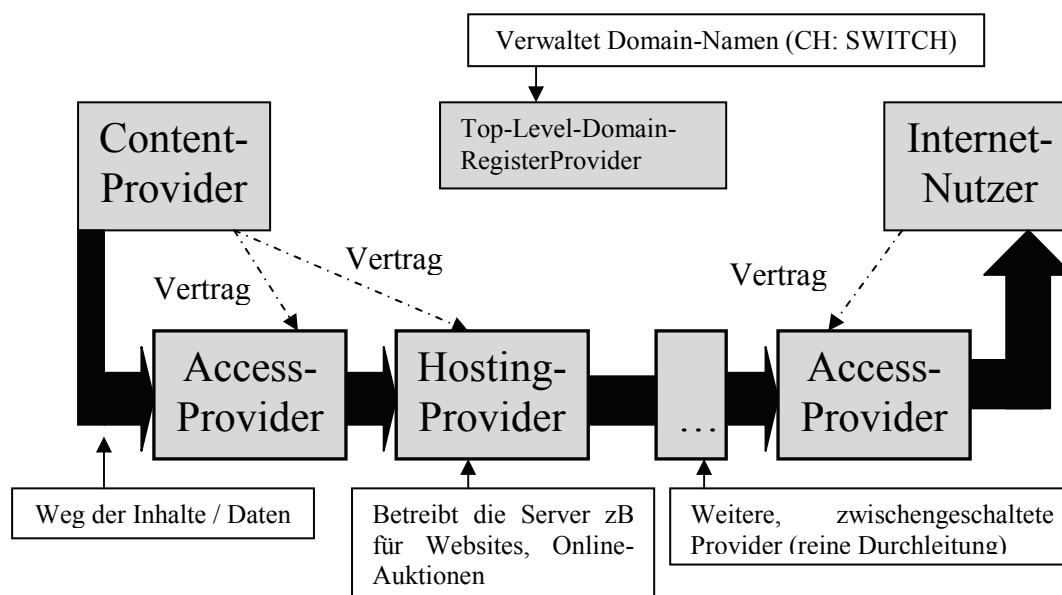 Verwaltet Domain-Namen (CH: SWITCH)
Content-
Provider
Top-Level-Domain-
RegisterProvider
Internet-
Nutzer
Vertrag
Vertrag
Vertrag
Access-
Provider
Hosting-
Provider
…
Access-
Provider
Weg der Inhalte / Daten
Betreibt die Server zB
für Websites, Online-
Auktionen
Weitere, zwischengeschaltete
Provider (reine Durchleitung)